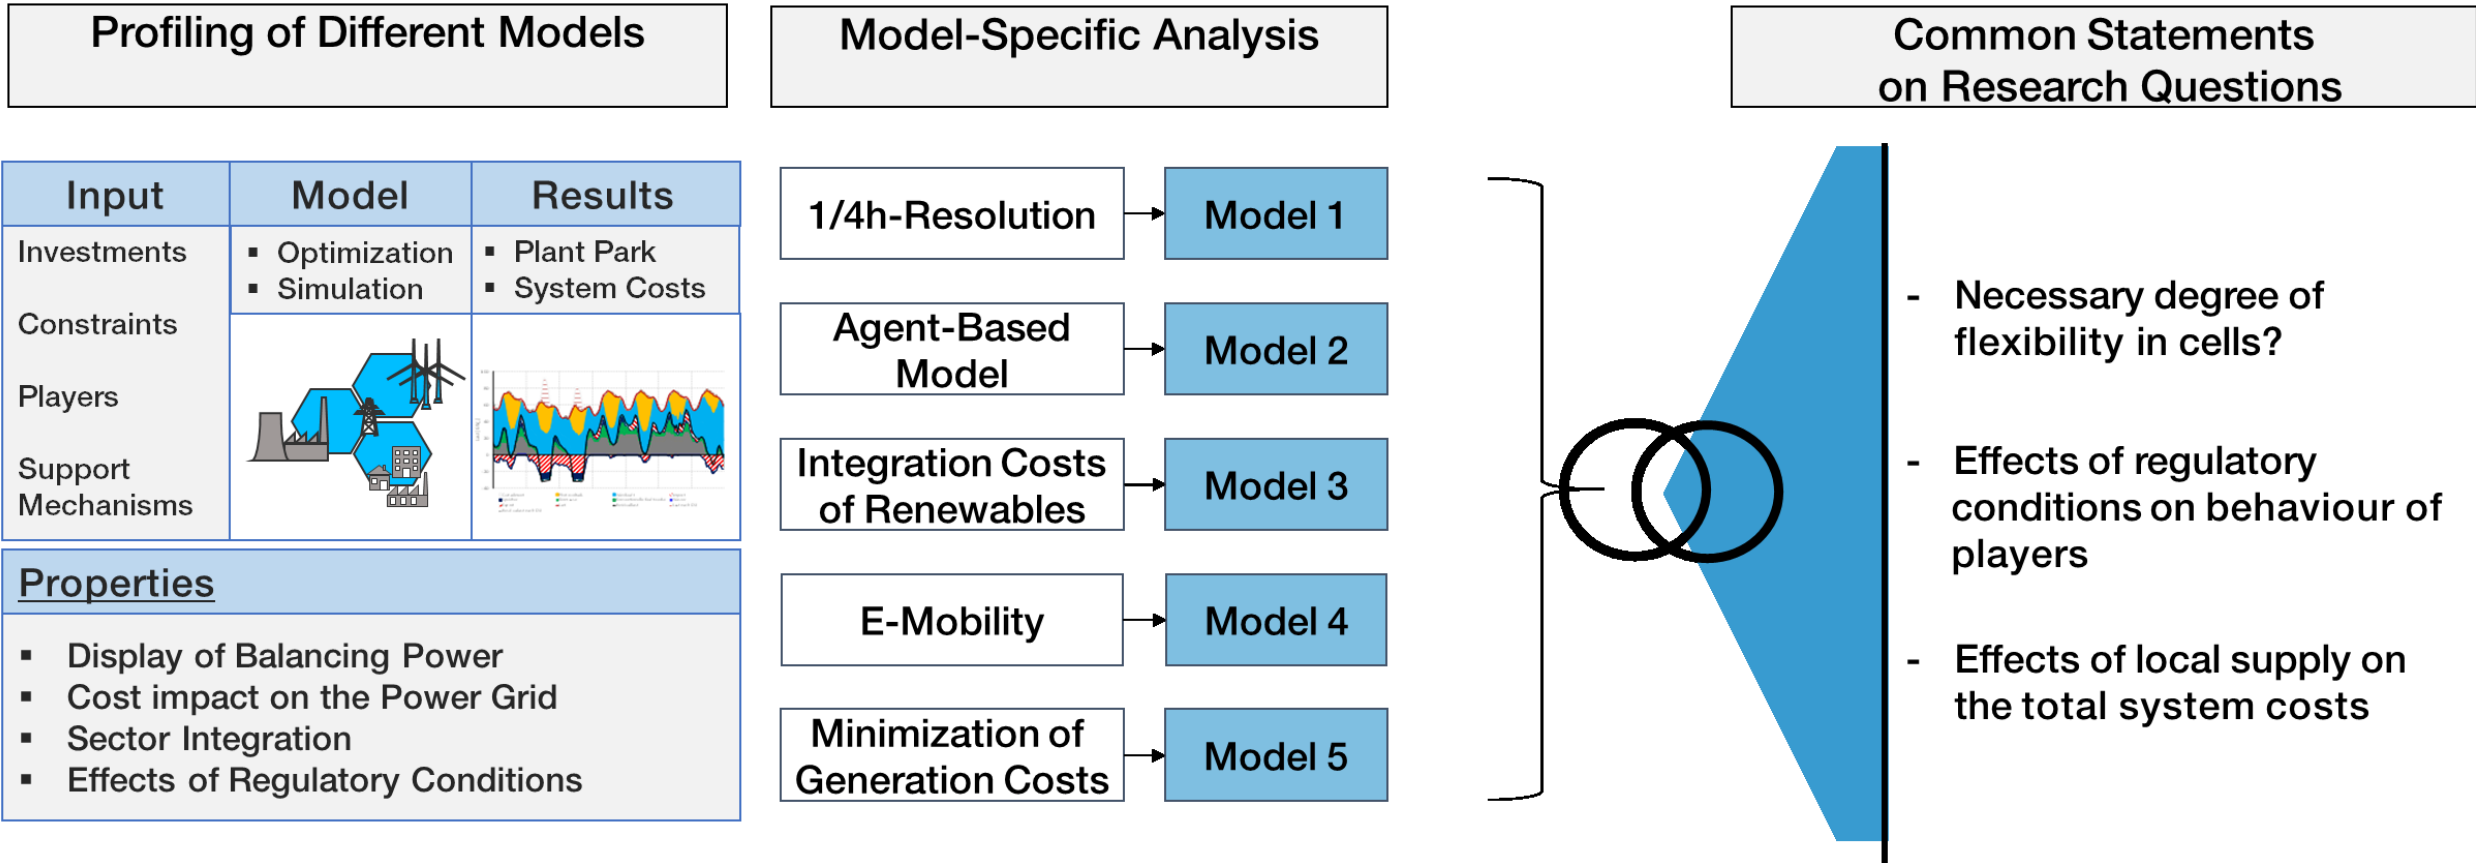 Profiling of Different Models
Model-Specific Analysis
Common Statements
on Research Questions
Input
Model
Results
Investments
Constraints
Players
Support
Mechanisms
▪ Optimization
▪ Simulation
▪ Plant Park
▪ System Costs
Properties
▪ Display of Balancing Power
▪ Cost impact on the Power Grid
▪ Sector Integration
▪ Effects of Regulatory Conditions
1/4h-Resolution
Model 1
Agent-Based
Model
Model 2
Integration Costs
of Renewables
Model 3
E-Mobility
Model 4
Minimization of
Generation Costs
Model 5
- Necessary degree of
flexibility in cells?
- Effects of regulatory
conditions on behaviour of
players
- Effects of local supply on
the total system costs